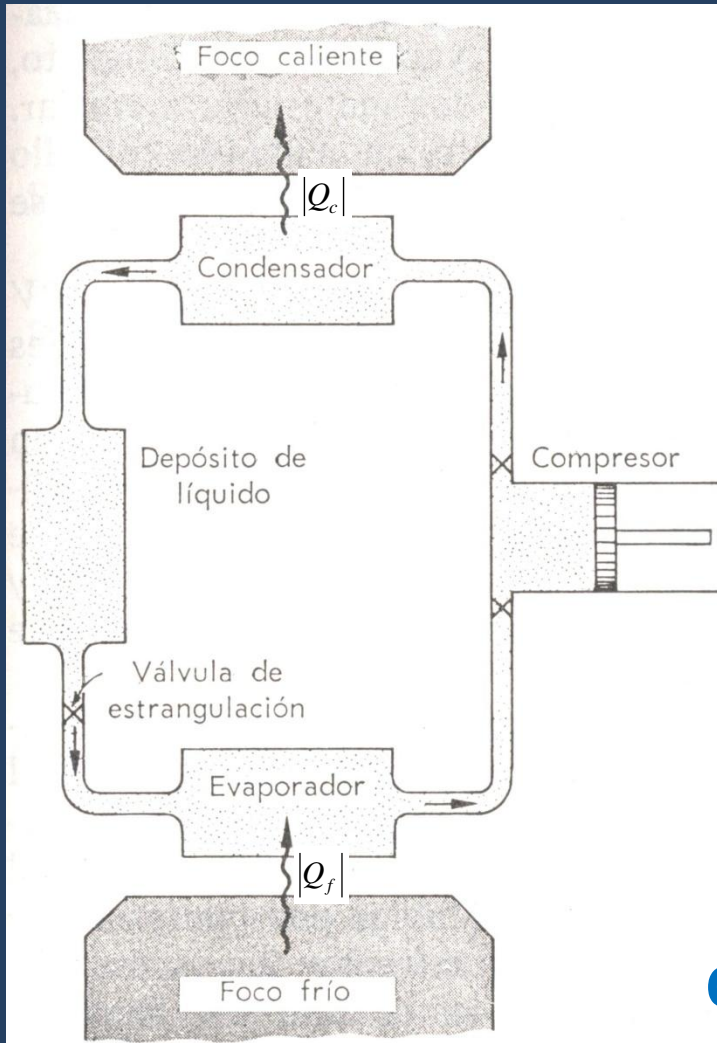 Foco caliente
|Q_c|
Condensador
Depósito de
líquido
Compresor
Válvula de
estrangulación
Evaporador
|Q_f|
Foco frío